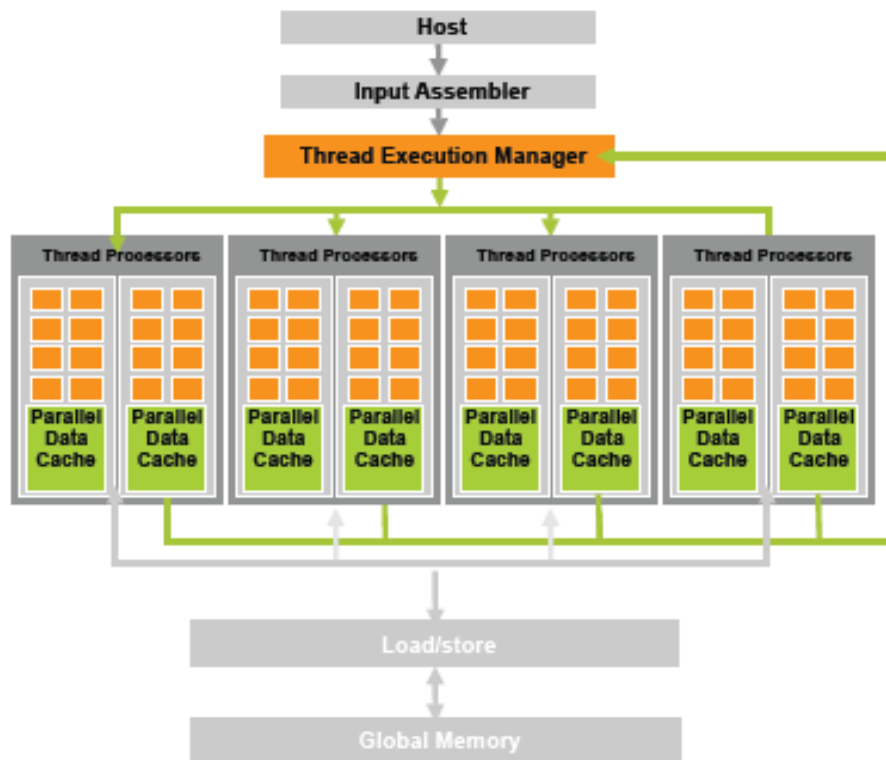 Host
Input Assembler
Thread Execution Manager
Thread Processors
Thread Processors
Thread Processors
Thread Processors
Parallel
Data
Cache
Parallel
Data
Cache
Parallel
Data
Cache
Parallel
Data
Cache
Parallel
Data
Cache
Parallel
Data
Cache
Parallel
Data
Cache
Parallel
Data
Cache
Load/store
Global Memory